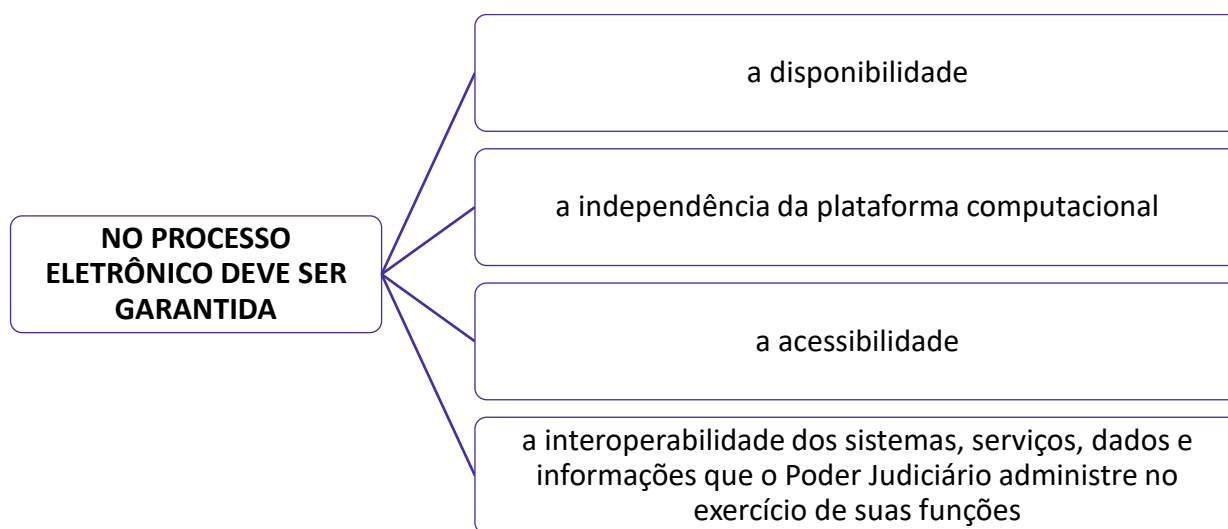 NO PROCESSO
ELETRÔNICO DEVE SER
GARANTIDA
a disponibilidade
a independência da plataforma computacional
a acessibilidade
a interoperabilidade dos sistemas, serviços, dados e
informações que o Poder Judiciário administre no
exercício de suas funções